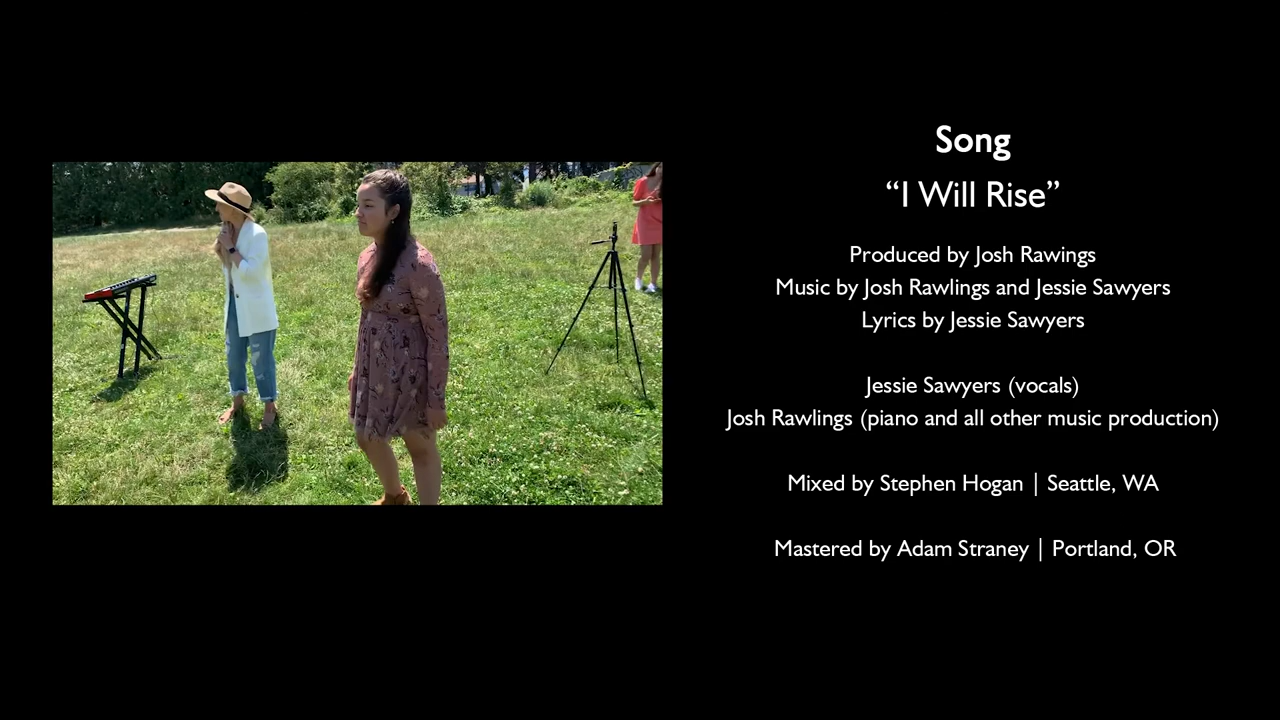 Song
“I Will Rise”
Produced by Josh Rawings
Music by Josh Rawlings and Jessie Sawyers
Lyrics by Jessie Sawyers
Jessie Sawyers (vocals)
Josh Rawlings (piano and all other music production)
Mixed by Stephen Hogan | Seattle, WA
Mastered by Adam Straney | Portland, OR